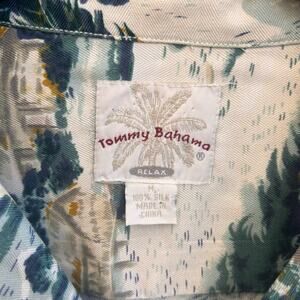 Tommy Bahama®
RELAX
M
100% SILK
MADE IN
CHINA